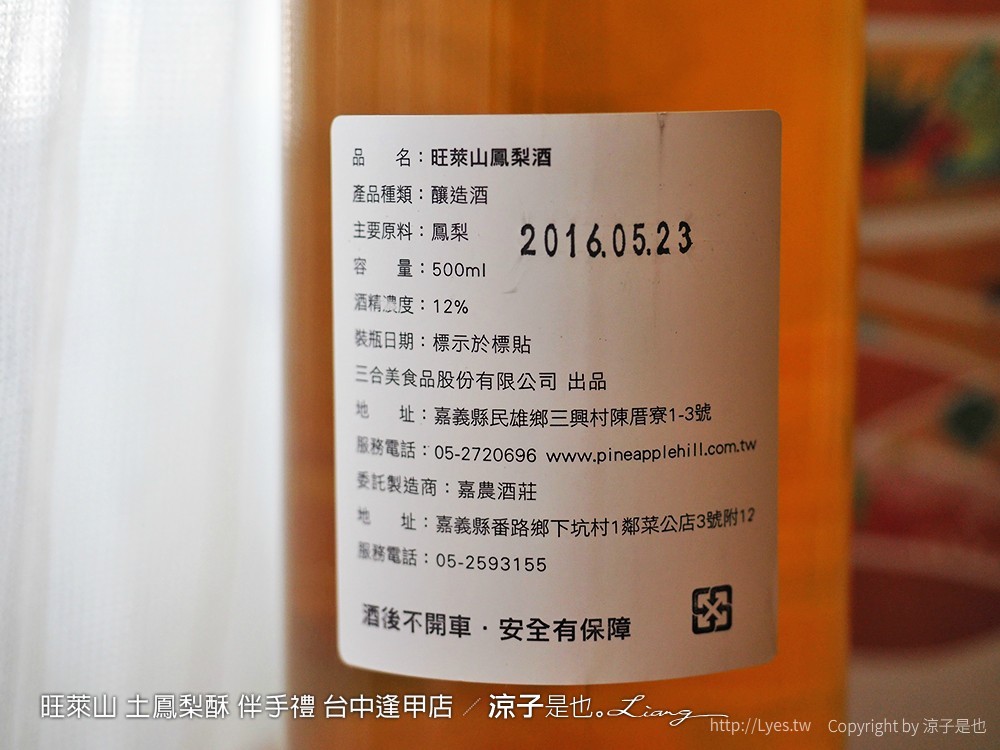 品 名：旺萊山鳳梨酒
產品種類：釀造酒
主要原料：鳳梨
2016.05.23
容 量：500ml
酒精濃度：12%
裝瓶日期：標示於標貼
三合美食品股份有限公司 出品
地 址：嘉義縣民雄鄉三興村陳厝寮1-3號
服務電話：05-2720696 www.pineapplehill.com.tw
委託製造商：嘉農酒莊
地 址：嘉義縣番路鄉下坑村1鄰菜公店3號附12
服務電話：05-2593155
酒後不開車．安全有保障
旺萊山 土鳳梨酥 伴手禮 台中逢甲店 ／ 涼子是也。Liang
http://Lyes.tw Copyright by 涼子是也